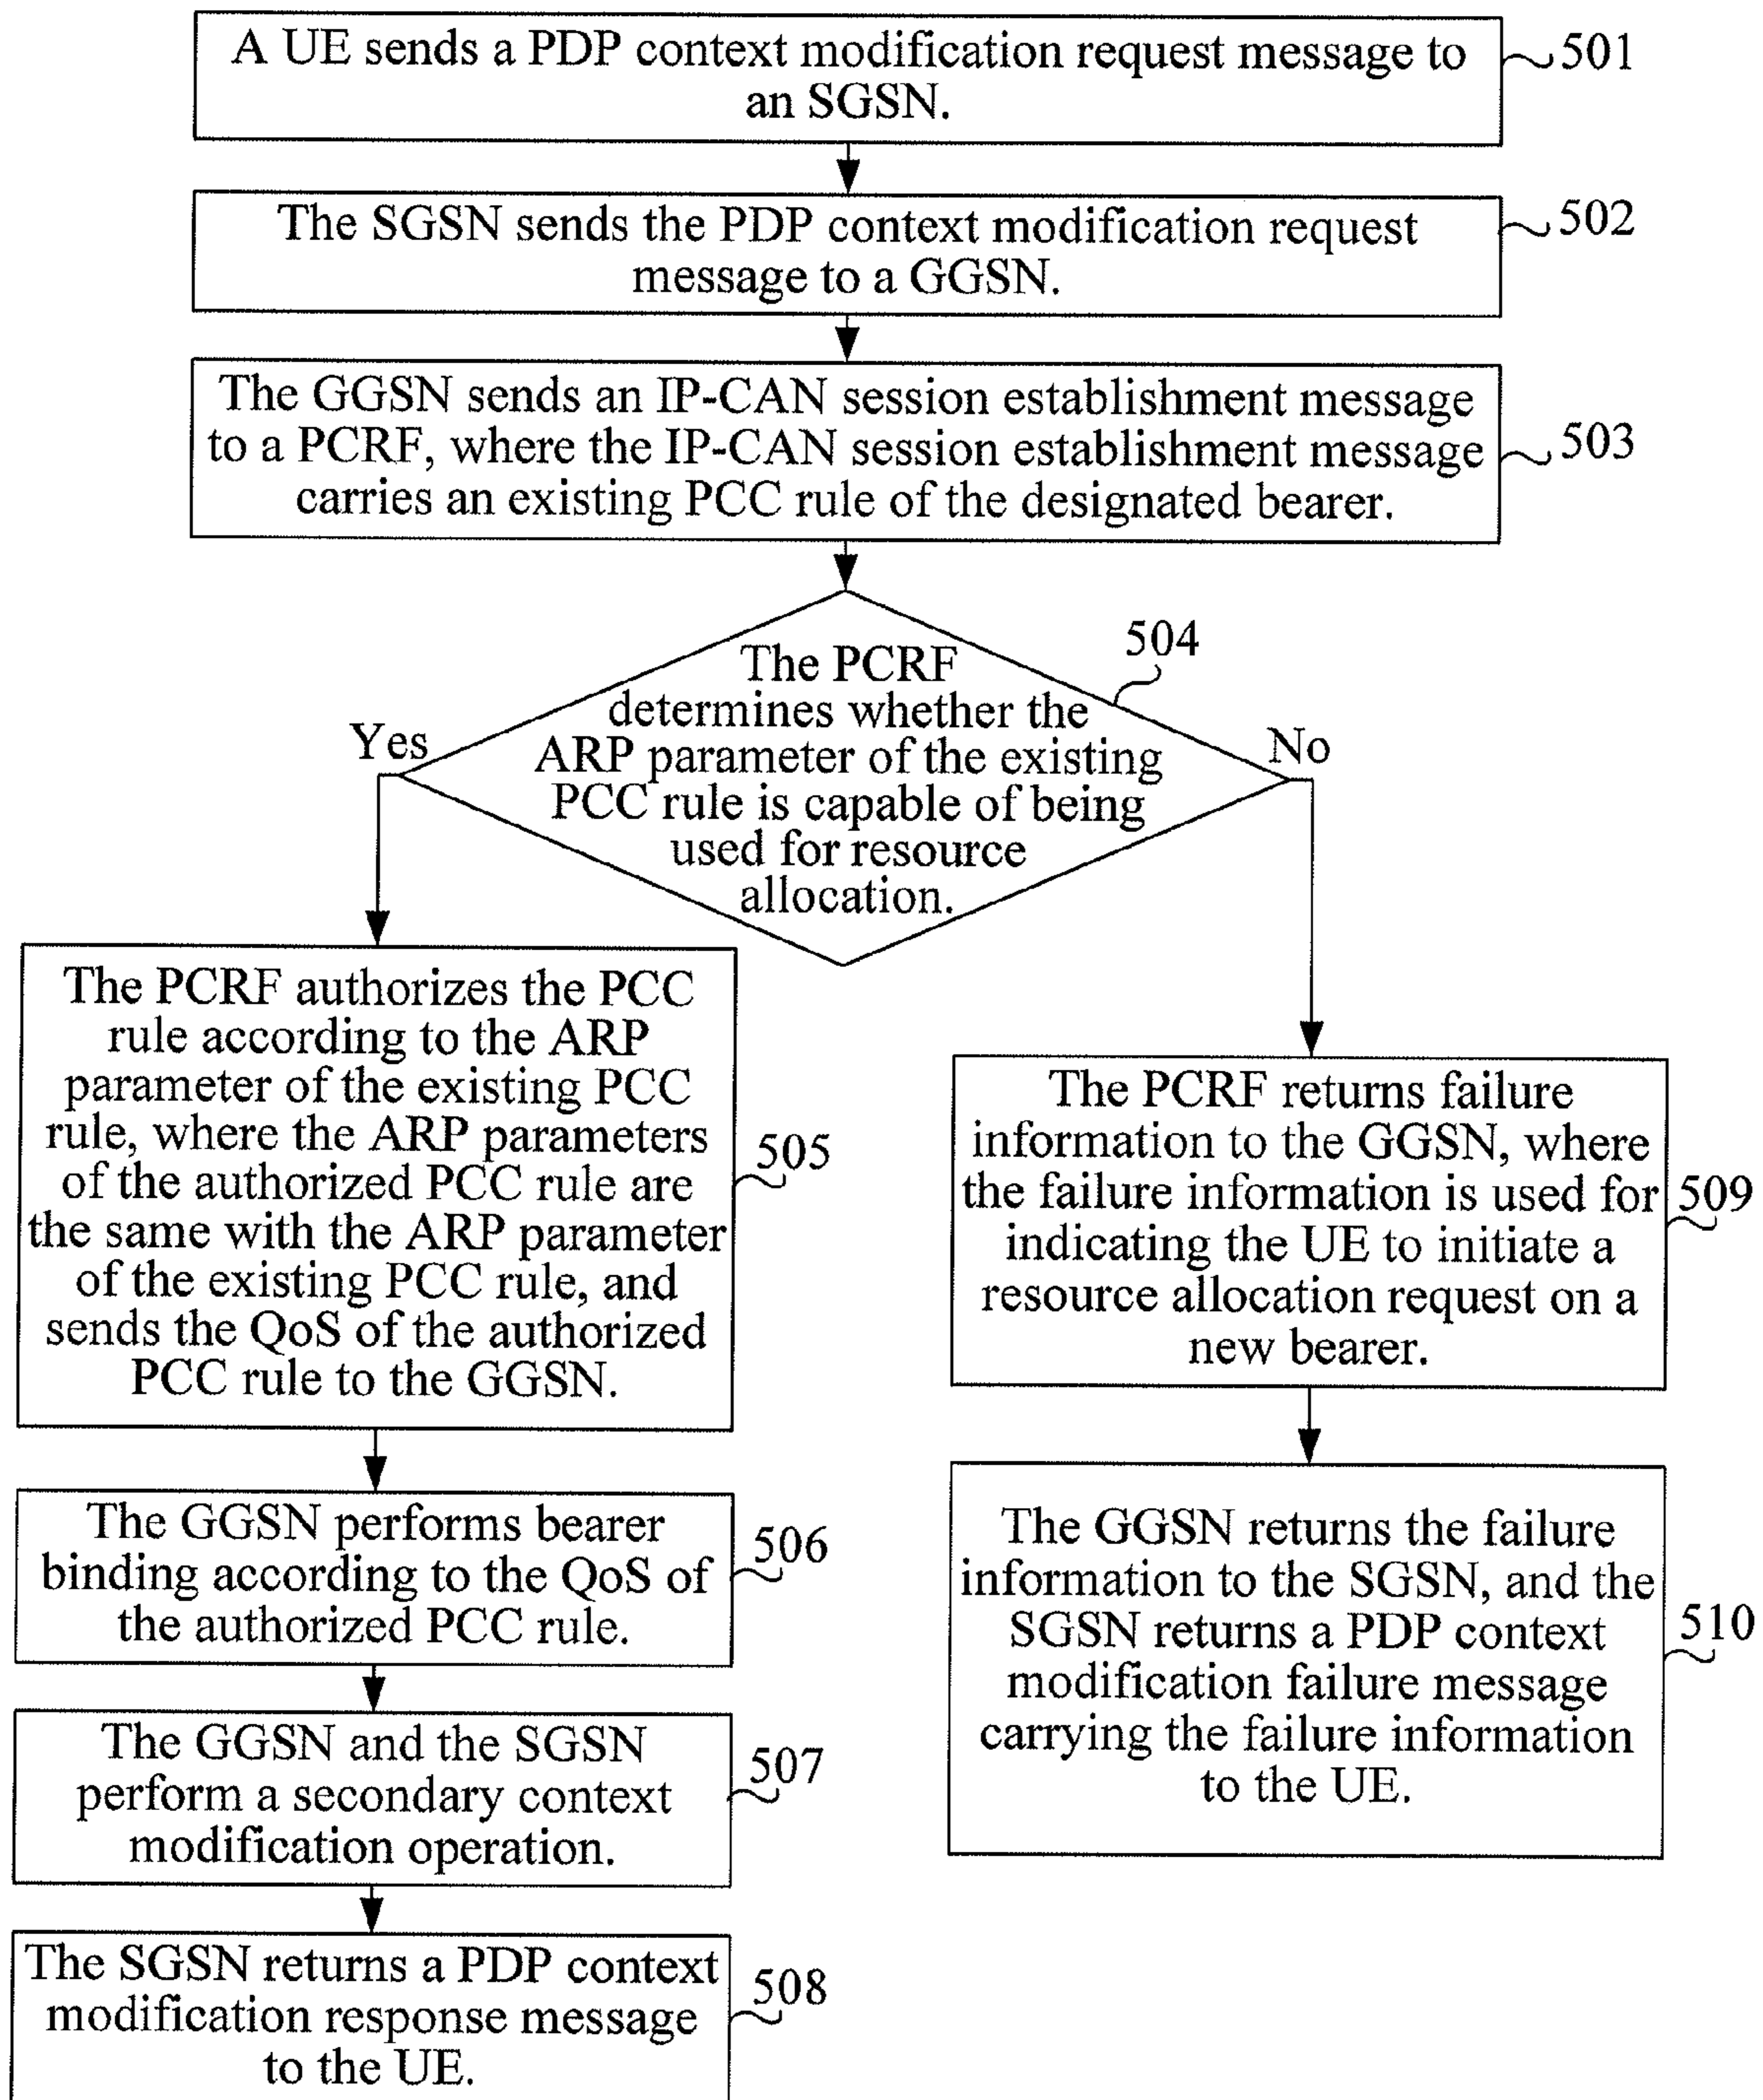 A UE sends a PDP context modification request message to
an SGSN.
501
The SGSN sends the PDP context modification request
message to a GGSN.
502
The GGSN sends an IP-CAN session establishment message
to a PCRF, where the IP-CAN session establishment message
carries an existing PCC rule of the designated bearer.
503
504
The PCRF
determines whether the
ARP parameter of the existing
PCC rule is capable of being
used for resource
allocation.
Yes
No
The PCRF authorizes the PCC
rule according to the ARP
parameter of the existing PCC
rule, where the ARP parameters
of the authorized PCC rule are
the same with the ARP parameter
of the existing PCC rule, and
sends the QoS of the authorized
PCC rule to the GGSN.
505
The GGSN performs bearer
binding according to the QoS of
the authorized PCC rule.
506
The GGSN and the SGSN
perform a secondary context
modification operation.
507
The SGSN returns a PDP context
modification response message
to the UE.
508
The PCRF returns failure
information to the GGSN, where
the failure information is used for
indicating the UE to initiate a
resource allocation request on a
new bearer.
509
The GGSN returns the failure
information to the SGSN, and the
SGSN returns a PDP context
modification failure message
carrying the failure information
to the UE.
510